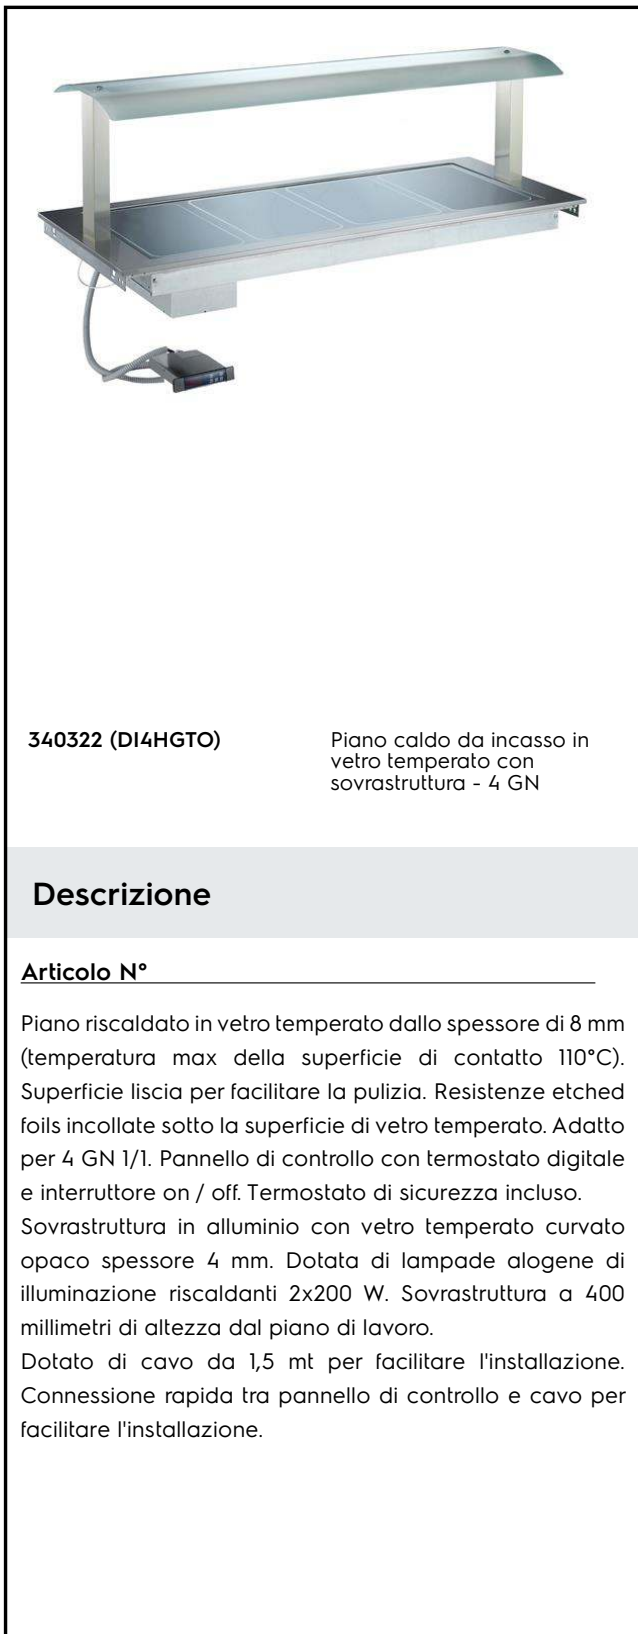 340322 (DI4HGTO)
Piano caldo da incasso in
vetro temperato con
sovrastruttura - 4 GN
Descrizione
Articolo N°
Piano riscaldato in vetro temperato dallo spessore di 8 mm
(temperatura max della superficie di contatto 110°C).
Superficie liscia per facilitare la pulizia. Resistenze etched
foils incollate sotto la superficie di vetro temperato. Adatto
per 4 GN 1/1. Pannello di controllo con termostato digitale
e interruttore on / off. Termostato di sicurezza incluso.
Sovrastruttura in alluminio con vetro temperato curvato
opaco spessore 4 mm. Dotata di lampade alogene di
illuminazione riscaldanti 2x200 W. Sovrastruttura a 400
millimetri di altezza dal piano di lavoro.
Dotato di cavo da 1,5 mt per facilitare l'installazione.
Connessione rapida tra pannello di controllo e cavo per
facilitare l'installazione.